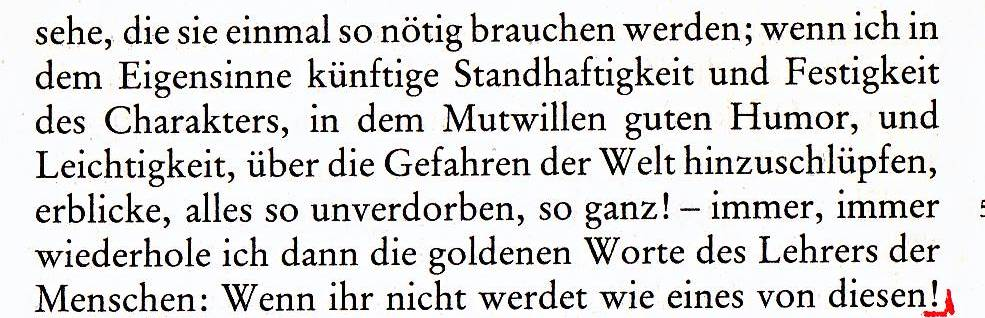 sehe, die sie einmal so nötig brauchen werden; wenn ich in
dem Eigensinne künftige Standhaftigkeit und Festigkeit
des Charakters, in dem Mutwillen guten Humor, und
Leichtigkeit, über die Gefahren der Welt hinzuschlüpfen,
erblicke, alles so unverdorben, so ganz! – immer, immer
wiederhole ich dann die goldenen Worte des Lehrers der
Menschen: Wenn ihr nicht werdet wie eines von diesen!